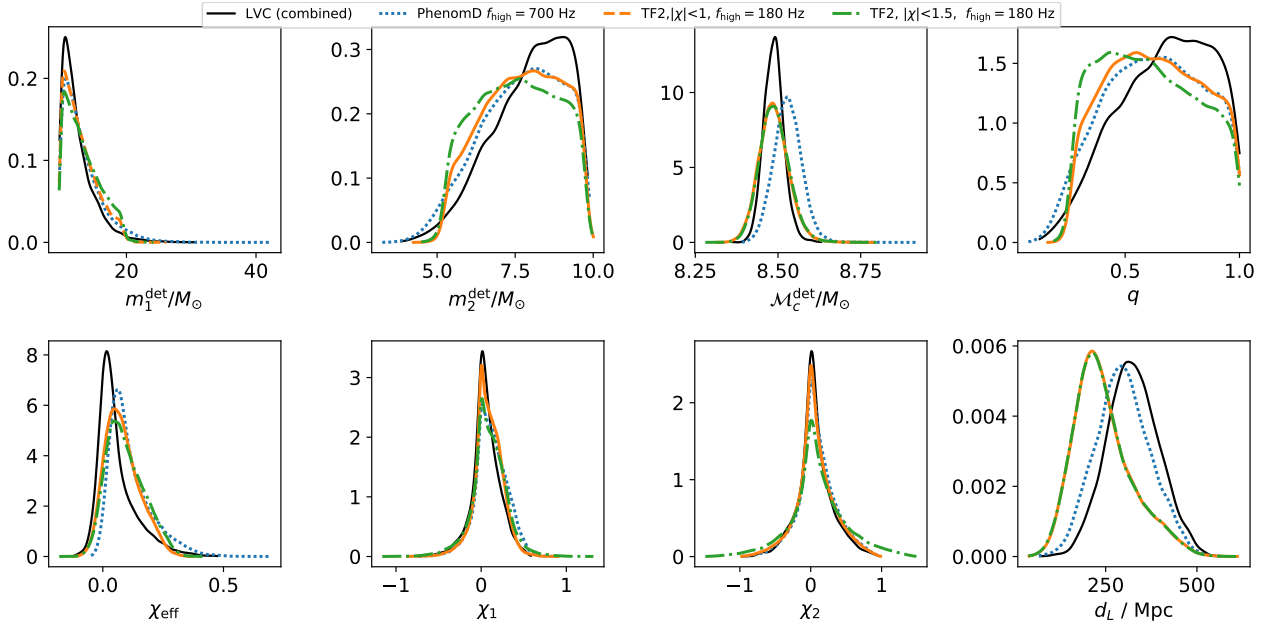 LVC (combined) PhenomD f_high = 700 Hz TF2,|χ|<1, f_high = 180 Hz TF2, |χ|<1.5, f_high = 180 Hz
0.2
0.1
0.0
20 40
m_1^det/M_⊙
0.3
0.2
0.1
0.0
5.0 7.5 10.0
m_2^det/M_⊙
10
5
0
8.25 8.50 8.75
ℳ_c^det/M_⊙
1.5
1.0
0.5
0.0
0.5 1.0
q
8
6
4
2
0
0.0 0.5
χ_eff
3
2
1
0
−1 0 1
χ_1
2
1
0
−1 0 1
χ_2
0.006
0.004
0.002
0.000
250 500
d_L / Mpc